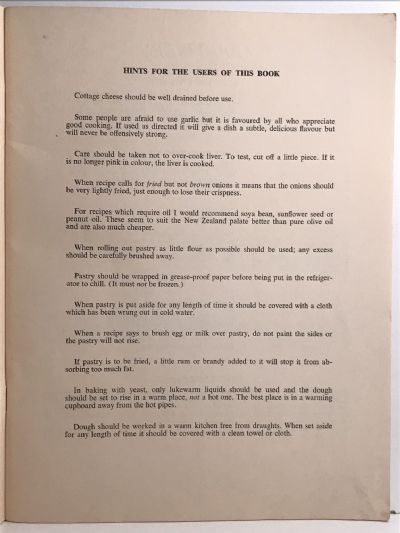 HINTS FOR THE USERS OF THIS BOOK
Cottage cheese should be well drained before use.
Some people are afraid to use garlic but it is favoured by all who appreciate
good cooking. If used as directed it will give a dish a subtle, delicious flavour but
will never be offensively strong.
Care should be taken not to over-cook liver. To test, cut off a little piece. If it
is no longer pink in colour, the liver is cooked.
When recipe calls for fried but not brown onions it means that the onions should
be very lightly fried, just enough to lose their crispness.
For recipes which require oil I would recommend soya bean, sunflower seed or
peanut oil. These seem to suit the New Zealand palate better than pure olive oil
and are also much cheaper.
When rolling out pastry as little flour as possible should be used; any excess
should be carefully brushed away.
Pastry should be wrapped in grease-proof paper before being put in the refriger-
ator to chill. (It must not be frozen.)
When pastry is put aside for any length of time it should be covered with a cloth
which has been wrung out in cold water.
When a recipe says to brush egg or milk over pastry, do not paint the sides or
the pastry will not rise.
If pastry is to be fried, a little rum or brandy added to it will stop it from ab-
sorbing too much fat.
In baking with yeast, only lukewarm liquids should be used and the dough
should be set to rise in a warm place, not a hot one. The best place is in a warming
cupboard away from the hot pipes.
Dough should be worked in a warm kitchen free from draughts. When set aside
for any length of time it should be covered with a clean towel or cloth.